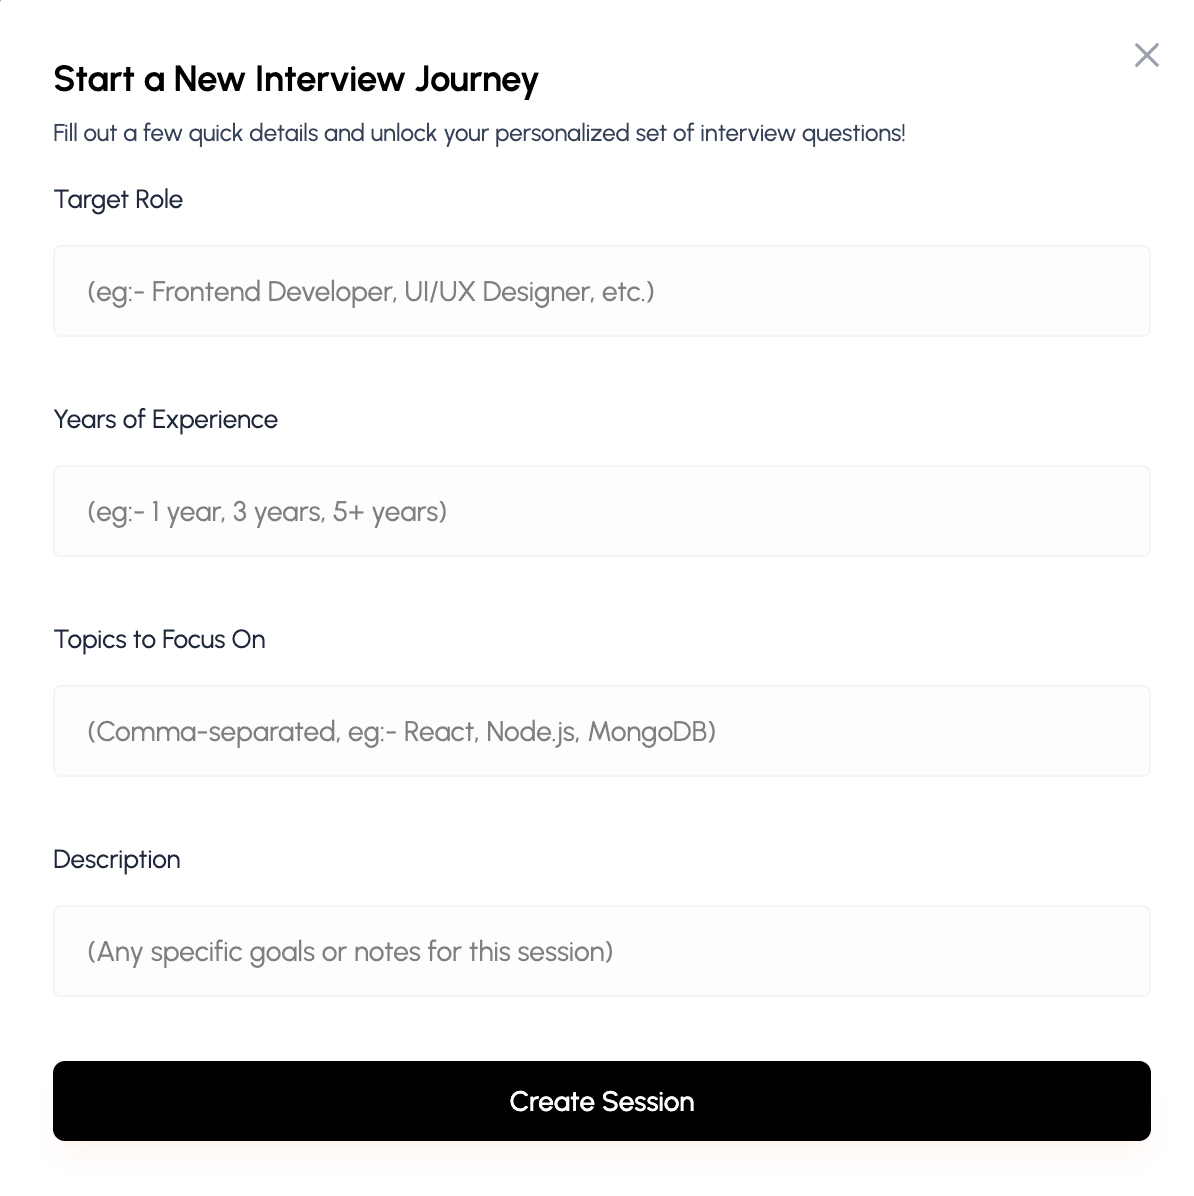 Start a New Interview Journey
Fill out a few quick details and unlock your personalized set of interview questions!
Target Role
(eg:- Frontend Developer, UI/UX Designer, etc.)
Years of Experience
(eg:- 1 year, 3 years, 5+ years)
Topics to Focus On
(Comma-separated, eg:- React, Node.js, MongoDB)
Description
(Any specific goals or notes for this session)
Create Session